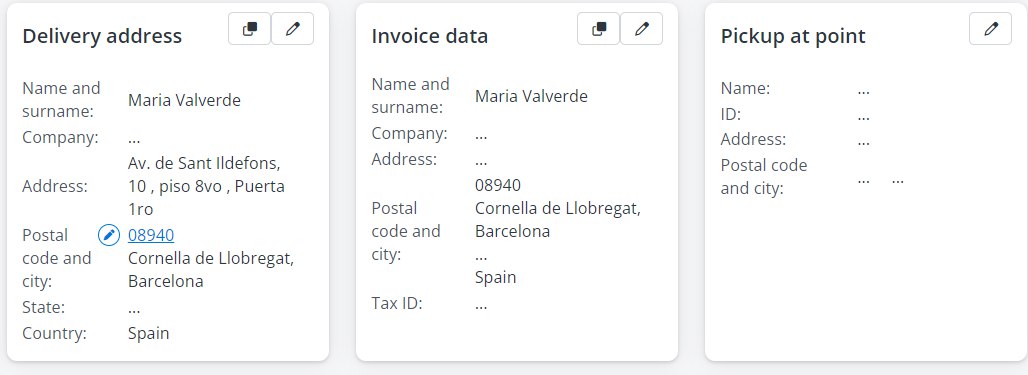 Delivery address
Name and
surname:
Maria Valverde
Company:
...
Address:
Av. de Sant Ildefons,
10 , piso 8vo , Puerta
1ro
Postal
code and
city:
08940
Cornella de Llobregat,
Barcelona
State:
...
Country:
Spain
Invoice data
Name and
surname:
Maria Valverde
Company:
...
Address:
...
Postal
code and
city:
08940
Cornella de Llobregat,
Barcelona
...
Spain
Tax ID:
...
Pickup at point
Name:
...
ID:
...
Address:
...
Postal code
and city:
... ...